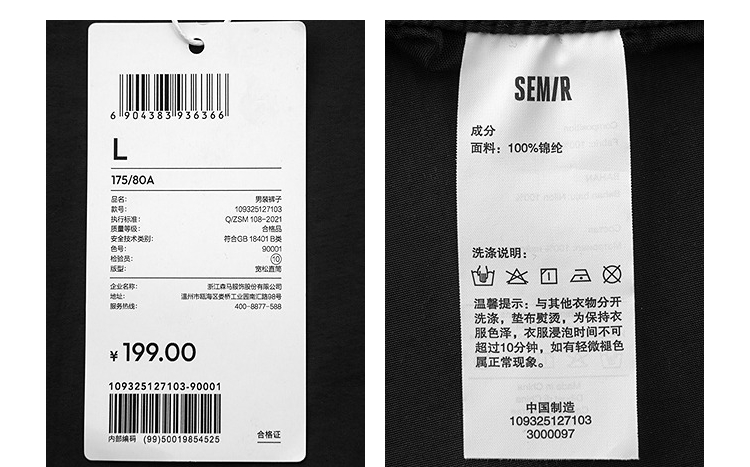 6 904383 936366
L
175/80A
品名: 男装裤子
款号: 109325127103
执行标准: Q/ZSM 108-2021
质量等级: 合格品
安全技术类别: 符合GB 18401 B类
色号: 90001
检验员: 10
版型: 宽松直筒
企业名称: 浙江森马服饰股份有限公司
地址: 温州市瓯海区娄桥工业园南汇路98号
服务热线: 400-8877-588
¥ 199.00
109325127103-90001
内部编码 (99)50019854525
合格证
SEMIR
成分
面料: 100%锦纶
洗涤说明:
温馨提示: 与其他衣物分开
洗涤, 垫布熨烫, 为保持衣
服色泽, 衣服浸泡时间不可
超过10分钟, 如有轻微褪色
属正常现象。
中国制造
109325127103
3000097